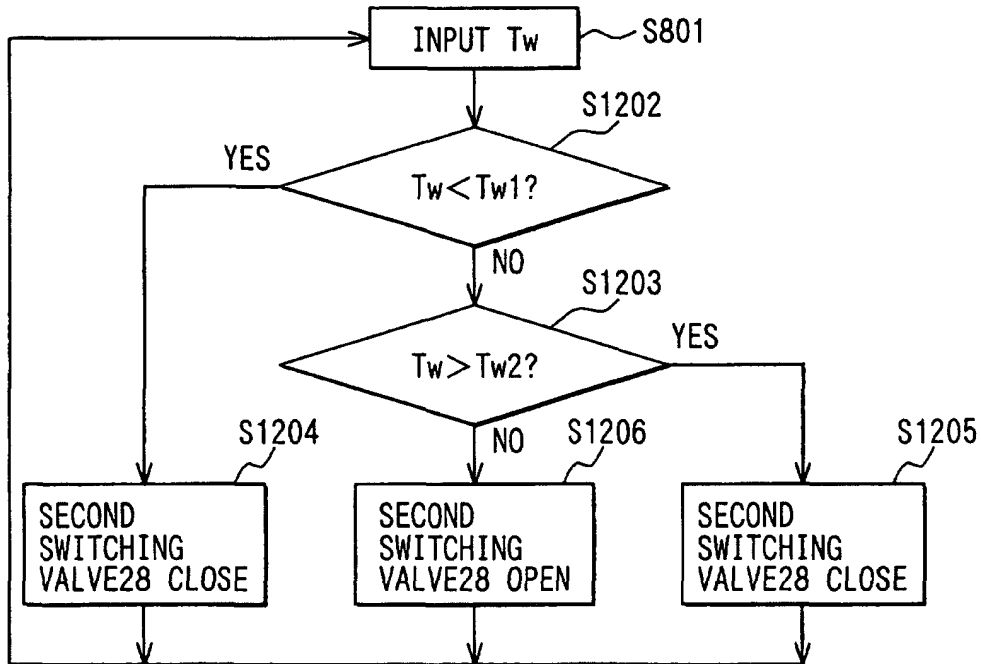 INPUT Tw
S801
S1202
YES
Tw<Tw1?
NO
S1203
YES
Tw>Tw2?
NO
S1204
S1206
S1205
SECOND
SWITCHING
VALVE28 CLOSE
SECOND
SWITCHING
VALVE28 OPEN
SECOND
SWITCHING
VALVE28 CLOSE